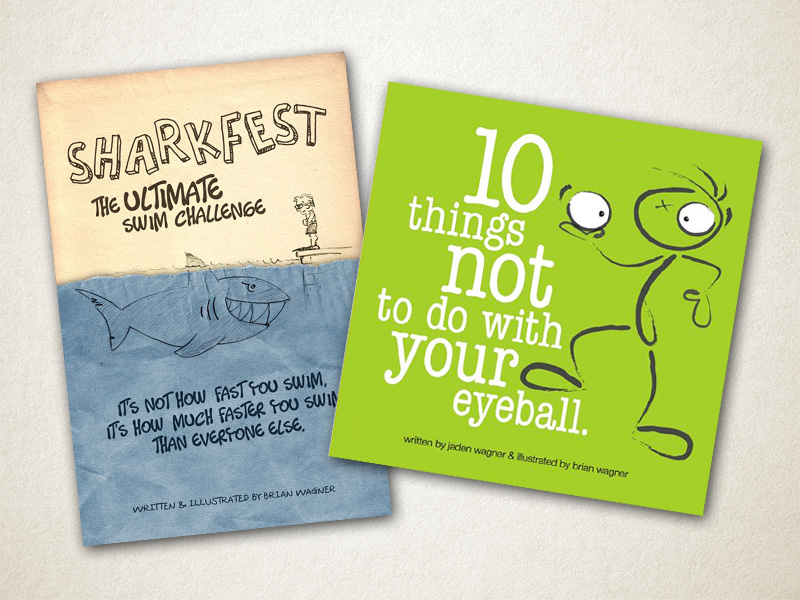 SHARKFEST
THE ULTIMATE
SWIM CHALLENGE
IT'S NOT HOW FAST YOU SWIM,
IT'S HOW MUCH FASTER YOU SWIM
THAN EVERYONE ELSE.
WRITTEN & ILLUSTRATED BY BRIAN WAGNER
10
things
not
to do with
your
eyeball.
written by jaden wagner & illustrated by brian wagner